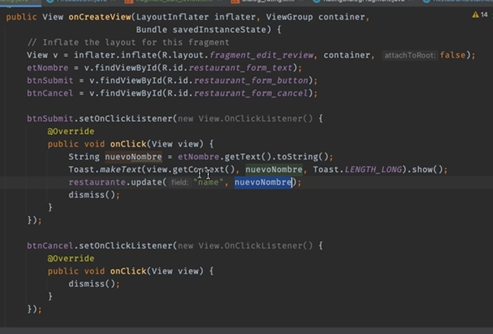 public View onCreateView(LayoutInflater inflater, ViewGroup container,
Bundle savedInstanceState) {
14
// Inflate the layout for this fragment
View v = inflater.inflate(R.layout.fragment_edit_review, container, attachToRoot: false);
etNombre = v.findViewById(R.id.restaurant_form_text);
btnSubmit = v.findViewById(R.id.restaurant_form_button);
btnCancel = v.findViewById(R.id.restaurant_form_cancel);
btnSubmit.setOnClickListener(new View.OnClickListener() {
@Override
public void onClick(View view) {
String nuevoNombre = etNombre.getText().toString();
Toast.makeText(view.getContext(), nuevoNombre, Toast.LENGTH_LONG).show();
restaurante.update( field: "name", nuevoNombre);
dismiss();
}
});
btnCancel.setOnClickListener(new View.OnClickListener() {
@Override
public void onClick(View view) {
dismiss();
}
});